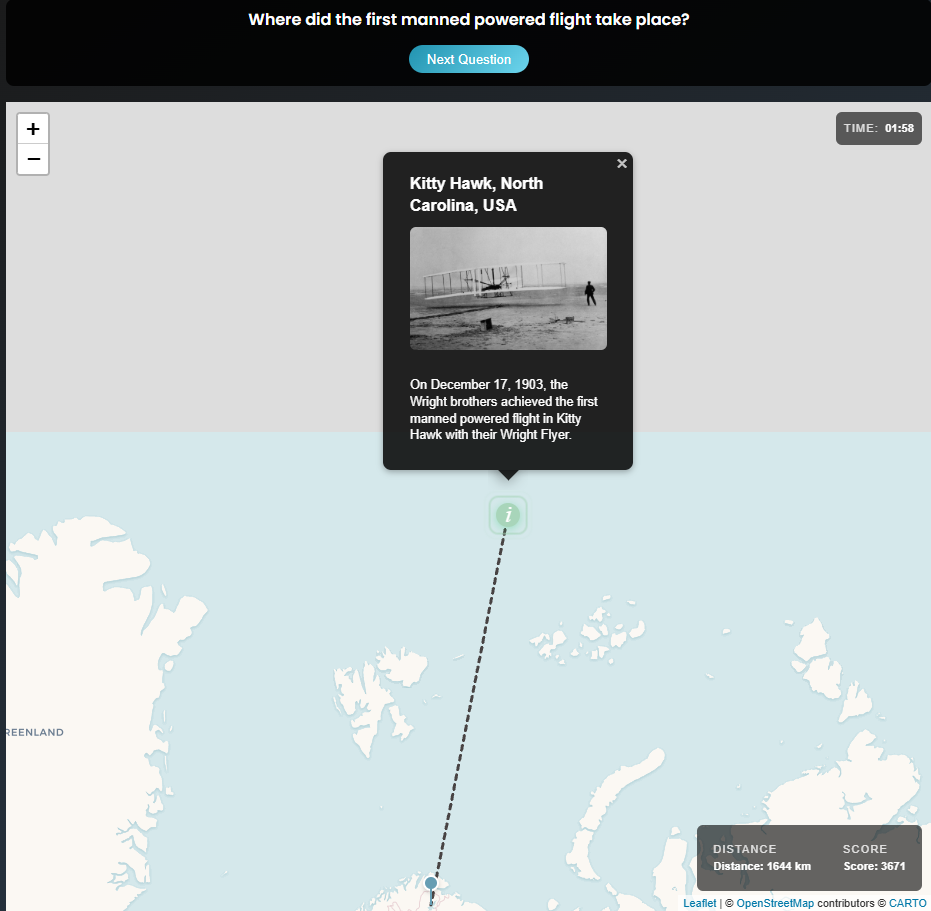 Where did the first manned powered flight take place?
Next Question
+
−
TIME: 01:58
×
Kitty Hawk, North
Carolina, USA
On December 17, 1903, the
Wright brothers achieved the first
manned powered flight in Kitty
Hawk with their Wright Flyer.
i
REENLAND
DISTANCE SCORE
Distance: 1644 km Score: 3671
Leaflet | © OpenStreetMap contributors © CARTO